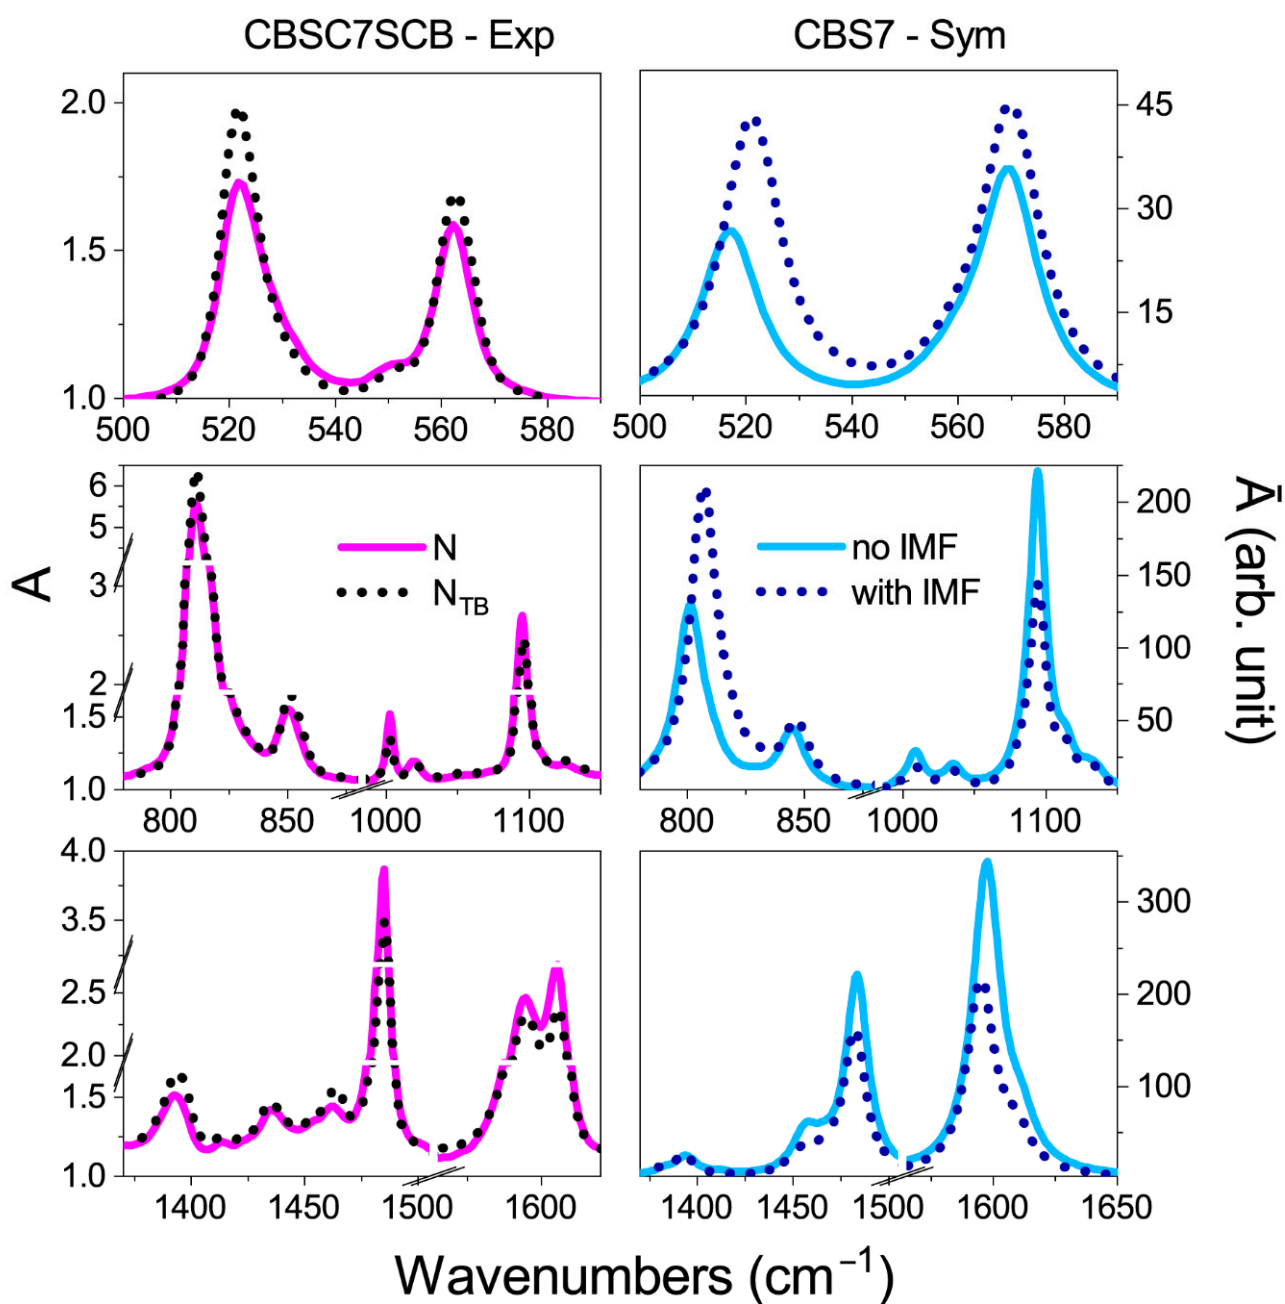 CBSC7SCB - Exp
CBS7 - Sym
2.0
1.5
1.0
500 520 540 560 580
45
30
15
500 520 540 560 580
6
5
3
2
1.5
1.0
N
N_TB
800 850 1000 1100
no IMF
with IMF
200
150
100
50
800 850 1000 1100
4.0
3.5
2.5
2.0
1.5
1.0
1400 1450 1500 1600
300
200
100
1400 1450 1500 1600 1650
A
Ā (arb. unit)
Wavenumbers (cm⁻¹)